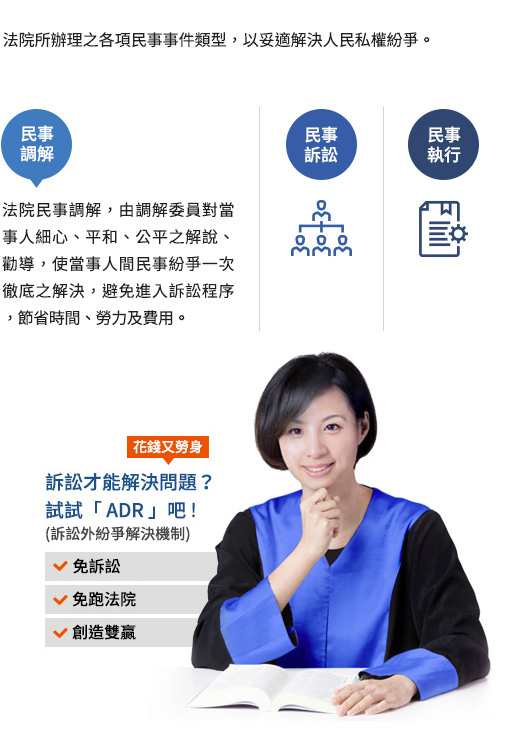 法院所辦理之各項民事事件類型，以妥適解決人民私權紛爭。
民事
調解
法院民事調解，由調解委員對當
事人細心、平和、公平之解說、
勸導，使當事人間民事紛爭一次
徹底之解決，避免進入訴訟程序
，節省時間、勞力及費用。
民事
訴訟
民事
執行
花錢又勞身
訴訟才能解決問題？
試試「 ADR 」吧！
(訴訟外紛爭解決機制)
免訴訟
免跑法院
創造雙贏